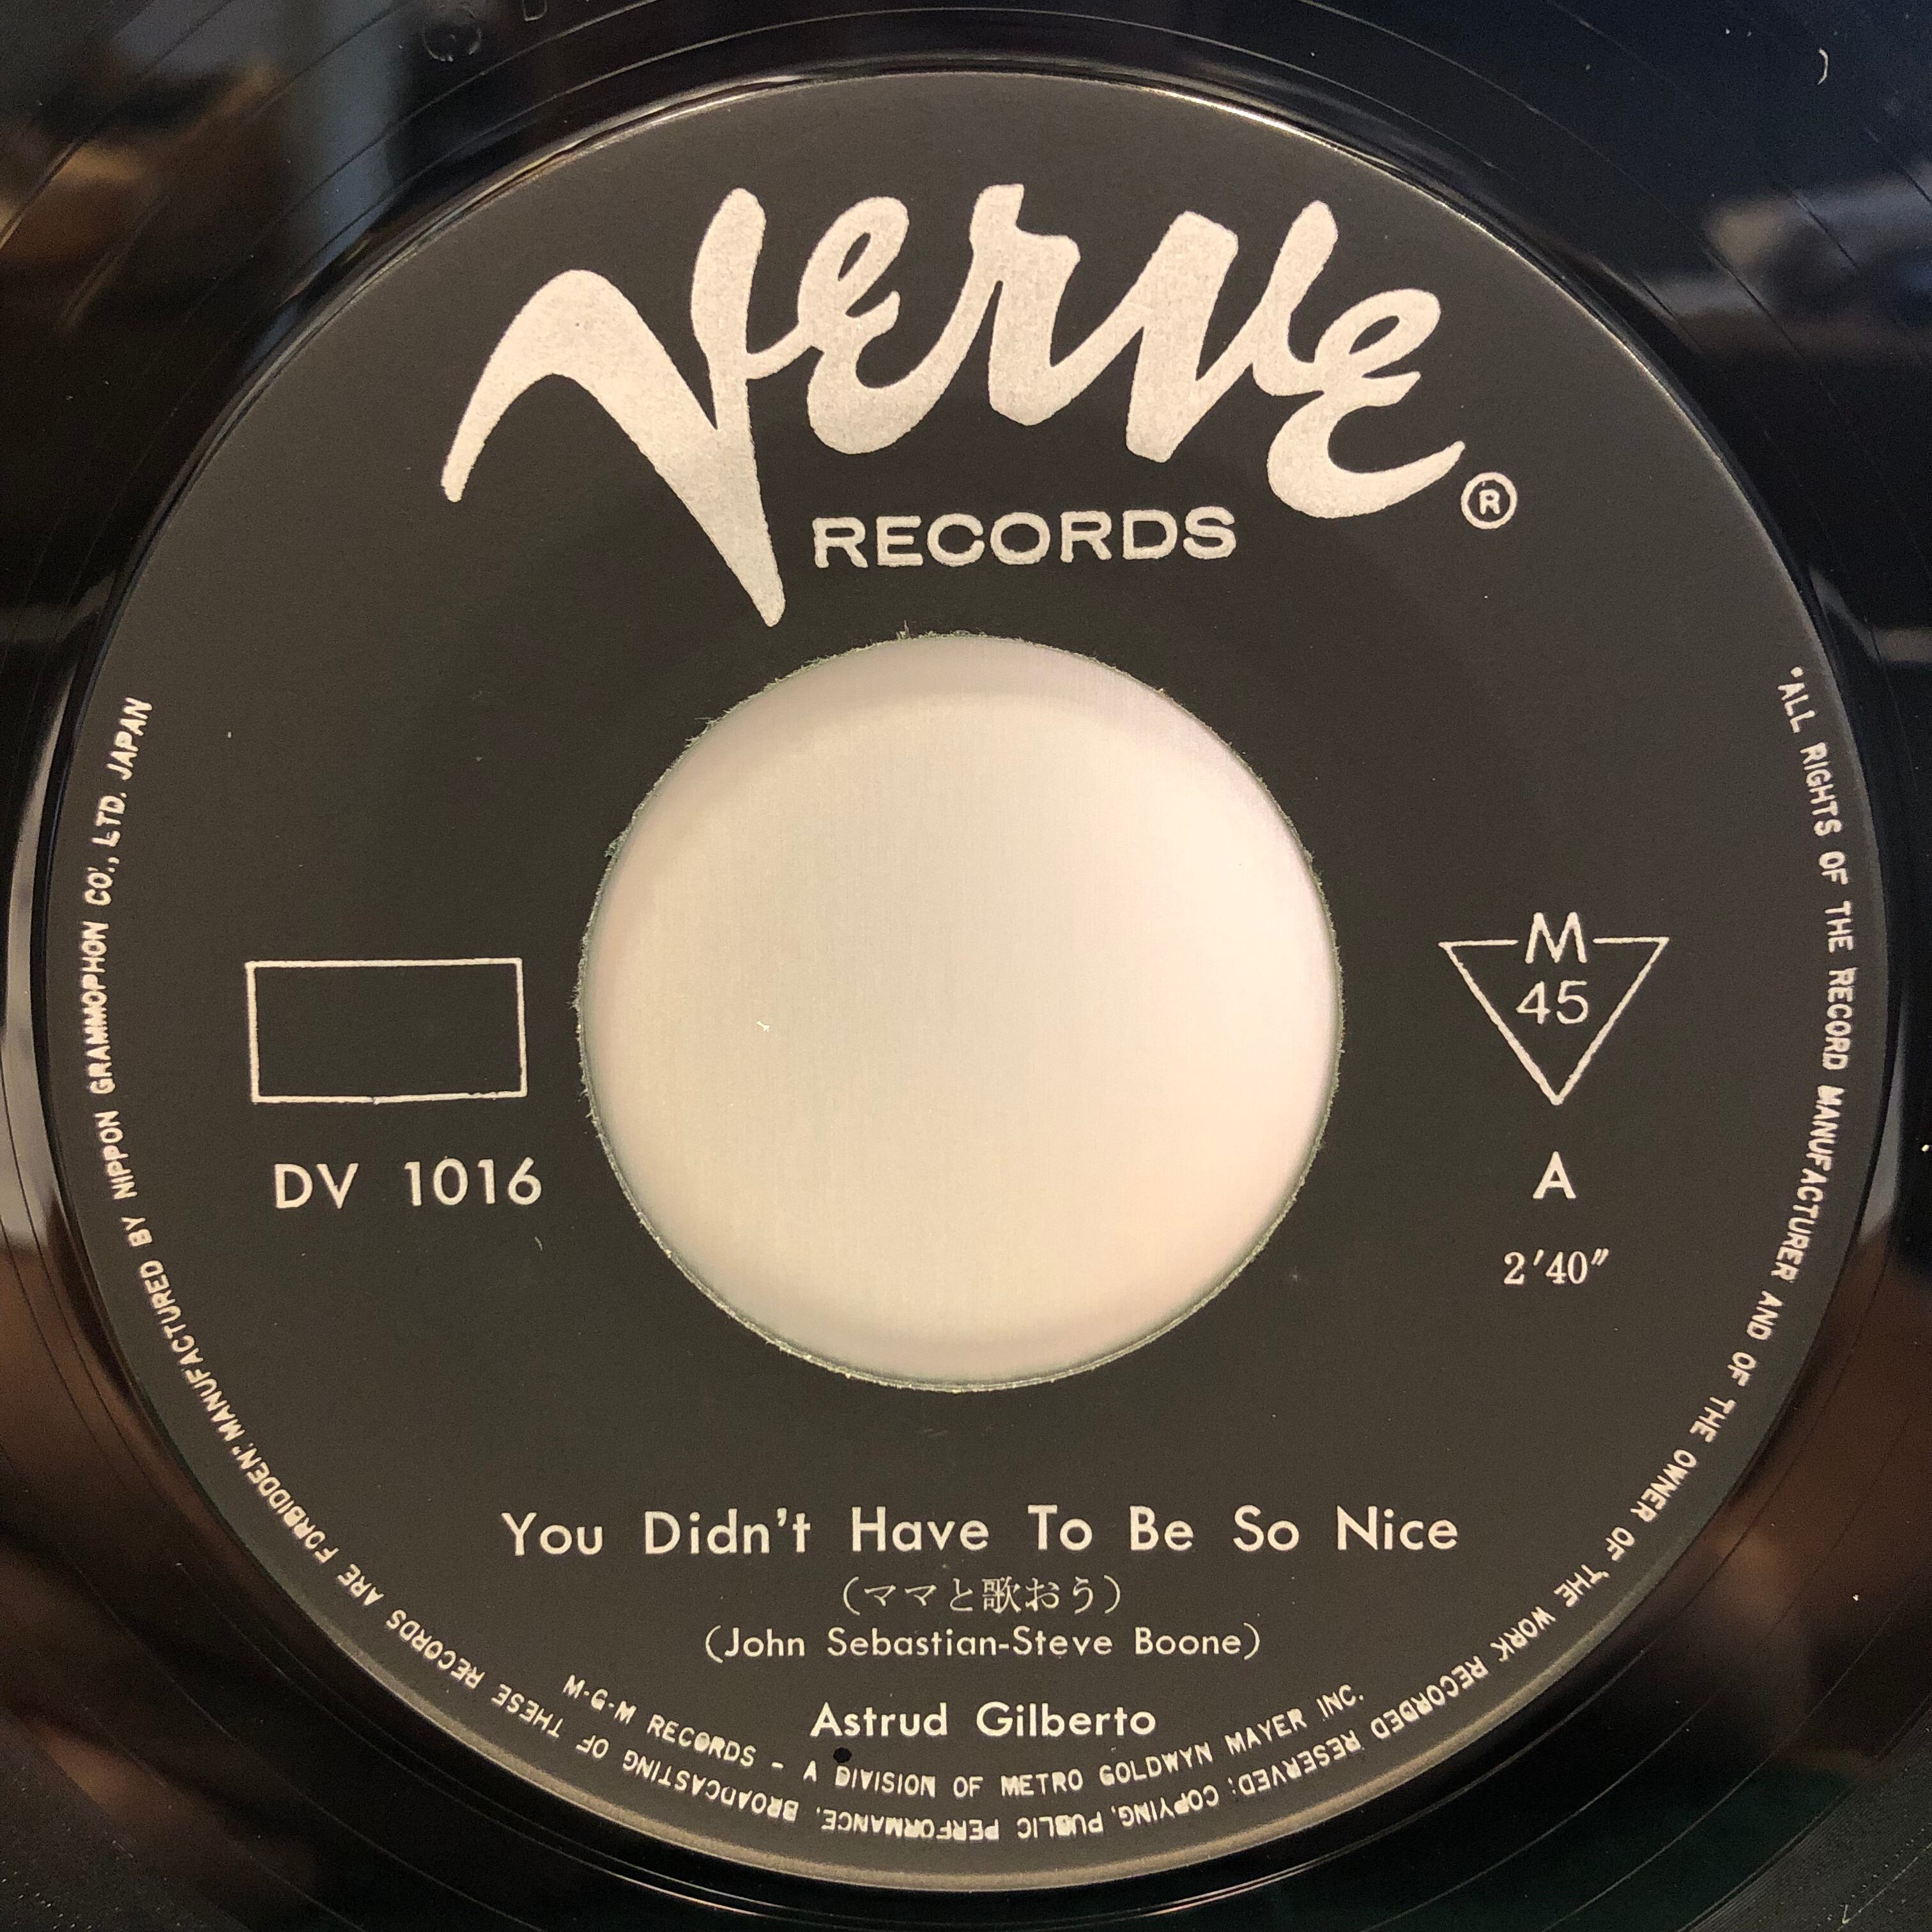 Verve
RECORDS ®
DV 1016
M
45
A
2′40″
You Didn't Have To Be So Nice
(ママと歌おう)
(John Sebastian-Steve Boone)
Astrud Gilberto
M-G-M RECORDS - A DIVISION OF METRO GOLDWYN MAYER INC.
"ALL RIGHTS OF THE RECORD MANUFACTURER AND OF THE OWNER OF THE WORK RECORDED RESERVED: COPYING, PUBLIC PERFORMANCE, BROADCASTING OF THESE RECORDS ARE FORBIDDEN." MANUFACTURED BY NIPPON GRAMMOPHON CO., LTD. JAPAN